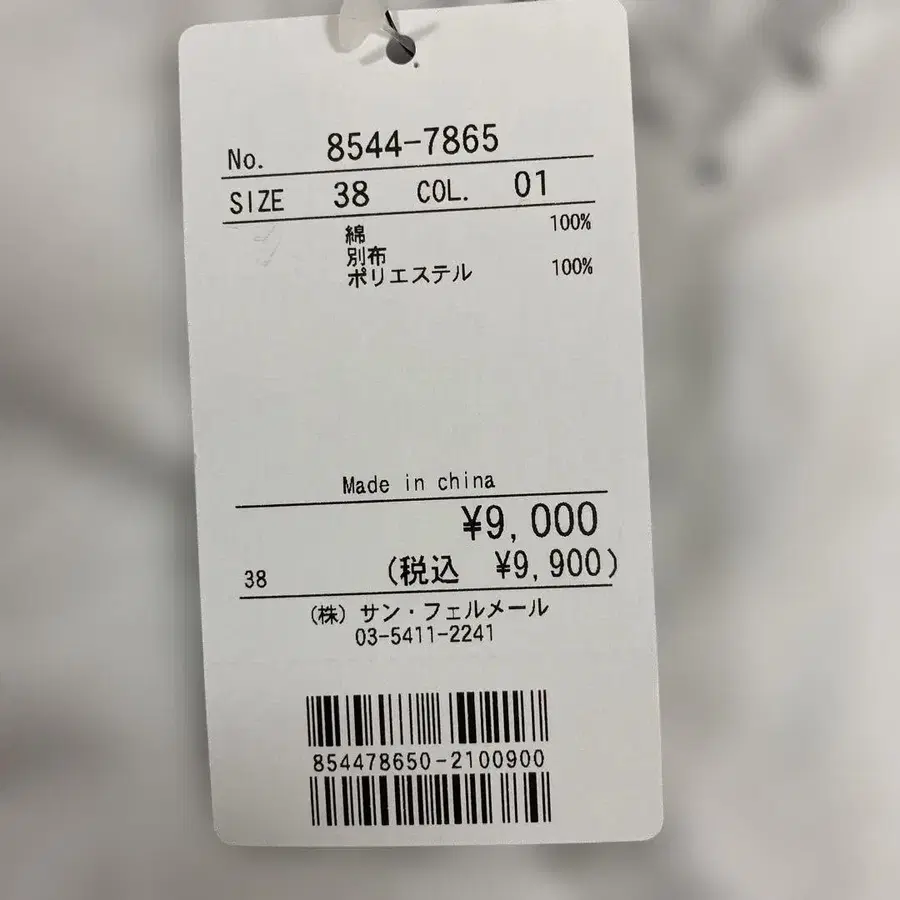 No. 8544-7865
SIZE 38 COL. 01
綿 100%
別布
ポリエステル 100%
Made in china
¥9,000
38 (税込 ¥9,900)
(株) サン・フェルメール
03-5411-2241
854478650-2100900